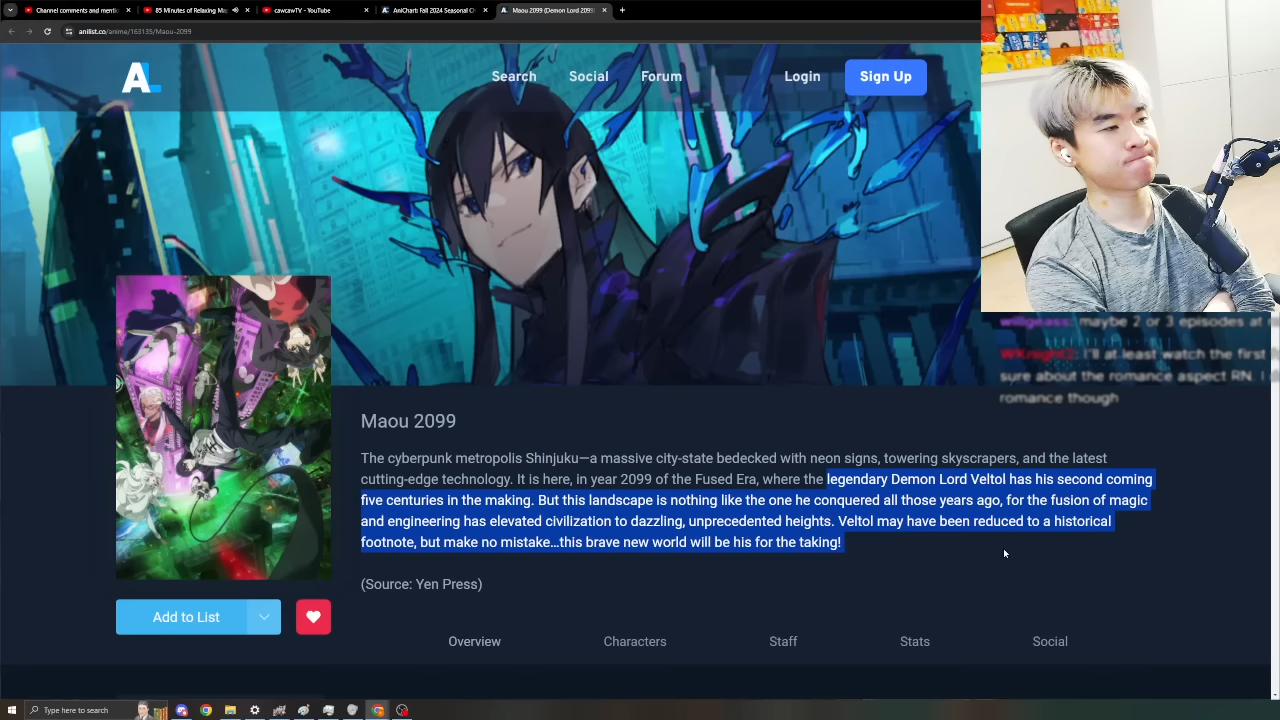 Channel comments and menti
85 Minutes of Relaxing Ma
cawcawTV - YouTube
AniChart: Fall 2024 Seasonal C
Maou 2099 (Demon Lord 2099)
anilist.co/anime/163135/Maou-2099
AL
Search
Social
Forum
Login
Sign Up
willgeass: maybe 2 or 3 episodes at
WKnight2: I'll at least watch the first
sure about the romance aspect RN. I
romance though
Maou 2099
The cyberpunk metropolis Shinjuku—a massive city-state bedecked with neon signs, towering skyscrapers, and the latest
cutting-edge technology. It is here, in year 2099 of the Fused Era, where the legendary Demon Lord Veltol has his second coming
five centuries in the making. But this landscape is nothing like the one he conquered all those years ago, for the fusion of magic
and engineering has elevated civilization to dazzling, unprecedented heights. Veltol may have been reduced to a historical
footnote, but make no mistake…this brave new world will be his for the taking!
(Source: Yen Press)
Add to List
Overview
Characters
Staff
Stats
Social
Type here to search